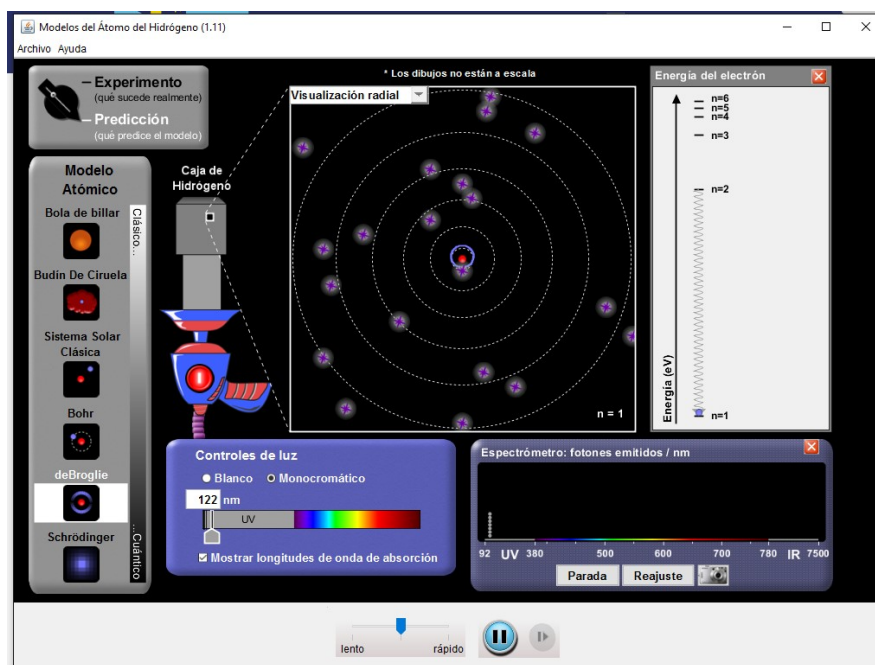 Modelos del Átomo del Hidrógeno (1.11)
Archivo Ayuda
Experimento
(qué sucede realmente)
Predicción
(qué predice el modelo)
* Los dibujos no están a escala
Visualización radial
Caja de
Hidrógeno
n = 1
Energía del electrón
n=6
n=5
n=4
n=3
n=2
n=1
Energía (eV)
Modelo
Atómico
Clásico...
Bola de billar
Budin De Ciruela
Sistema Solar
Clásica
Bohr
deBroglie
Schrödinger
...Cuántico
Controles de luz
Blanco Monocromático
122 nm
UV
Mostrar longitudes de onda de absorción
Espectrómetro: fotones emitidos / nm
92 UV 380 500 600 700 780 IR 7500
Parada Reajuste
lento rápido